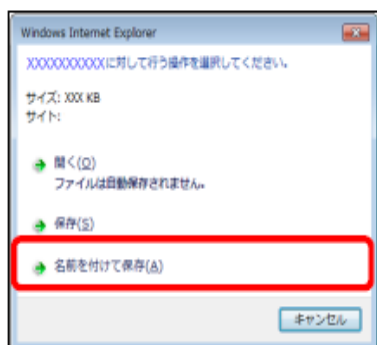 Windows Internet Explorer
XXXXXXXXXXXに対して行う操作を選択してください。
サイズ: XXX KB
サイト:
開く(O)
ファイルは自動保存されません。
保存(S)
名前を付けて保存(A)
キャンセル